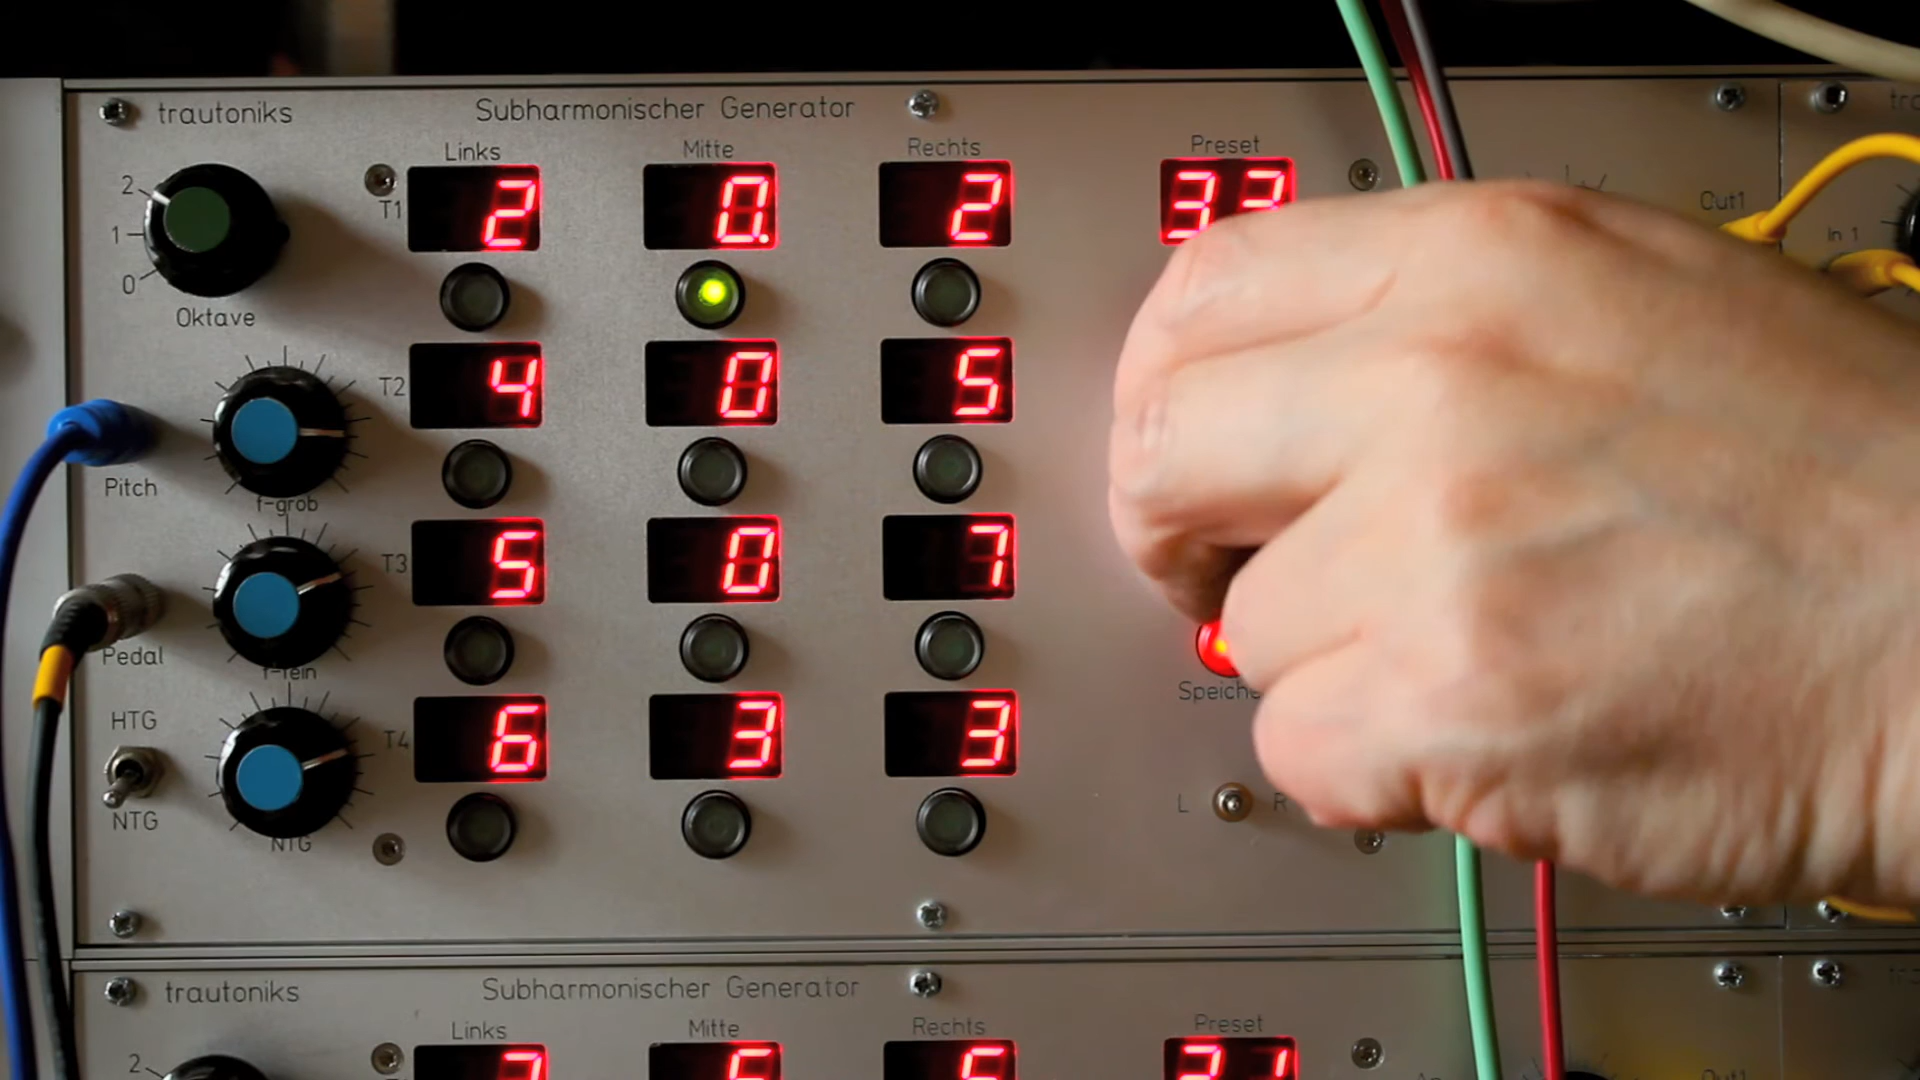 trautoniks Subharmonischer Generator
Links Mitte Rechts Preset
2
1
0
Oktave
T1 2 0. 2
T2 4 0 5
T3 5 0 7
T4 6 3 3
Pitch
f-grob
f-fein
Pedal
HTG
NTG
NTG
L R
Out1
In 1
trautoniks Subharmonischer Generator
Links Mitte Rechts Preset
2